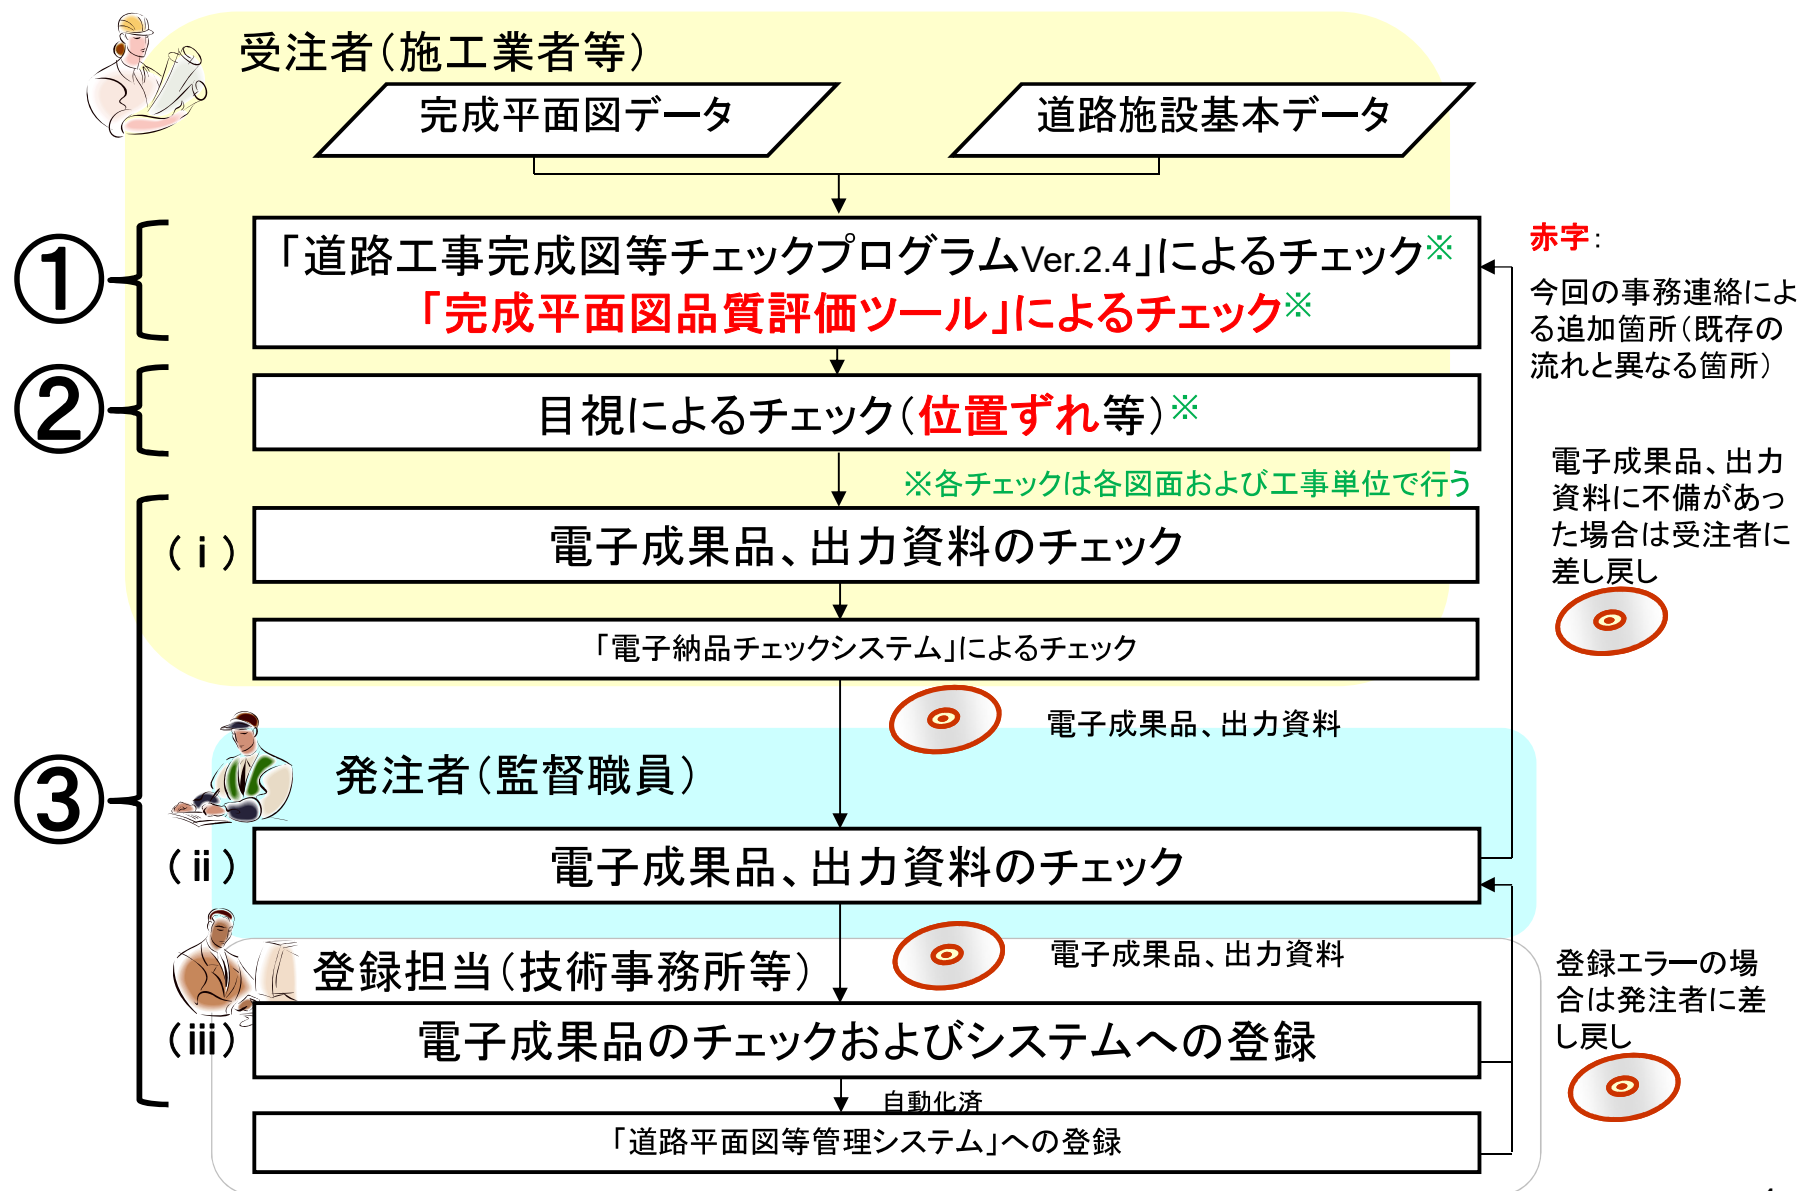 受注者（施工業者等）
完成平面図データ
道路施設基本データ
①
「道路工事完成図等チェックプログラムVer.2.4」によるチェック※
「完成平面図品質評価ツール」によるチェック※
赤字：
今回の事務連絡によ
る追加箇所（既存の
流れと異なる箇所）
②
目視によるチェック（位置ずれ等）※
※各チェックは各図面および工事単位で行う
電子成果品、出力
資料に不備があっ
た場合は受注者に
差し戻し
③
（ⅰ）
電子成果品、出力資料のチェック
「電子納品チェックシステム」によるチェック
電子成果品、出力資料
発注者（監督職員）
（ⅱ）
電子成果品、出力資料のチェック
電子成果品、出力資料
登録担当（技術事務所等）
登録エラーの場
合は発注者に差
し戻し
（ⅲ）
電子成果品のチェックおよびシステムへの登録
自動化済
「道路平面図等管理システム」への登録